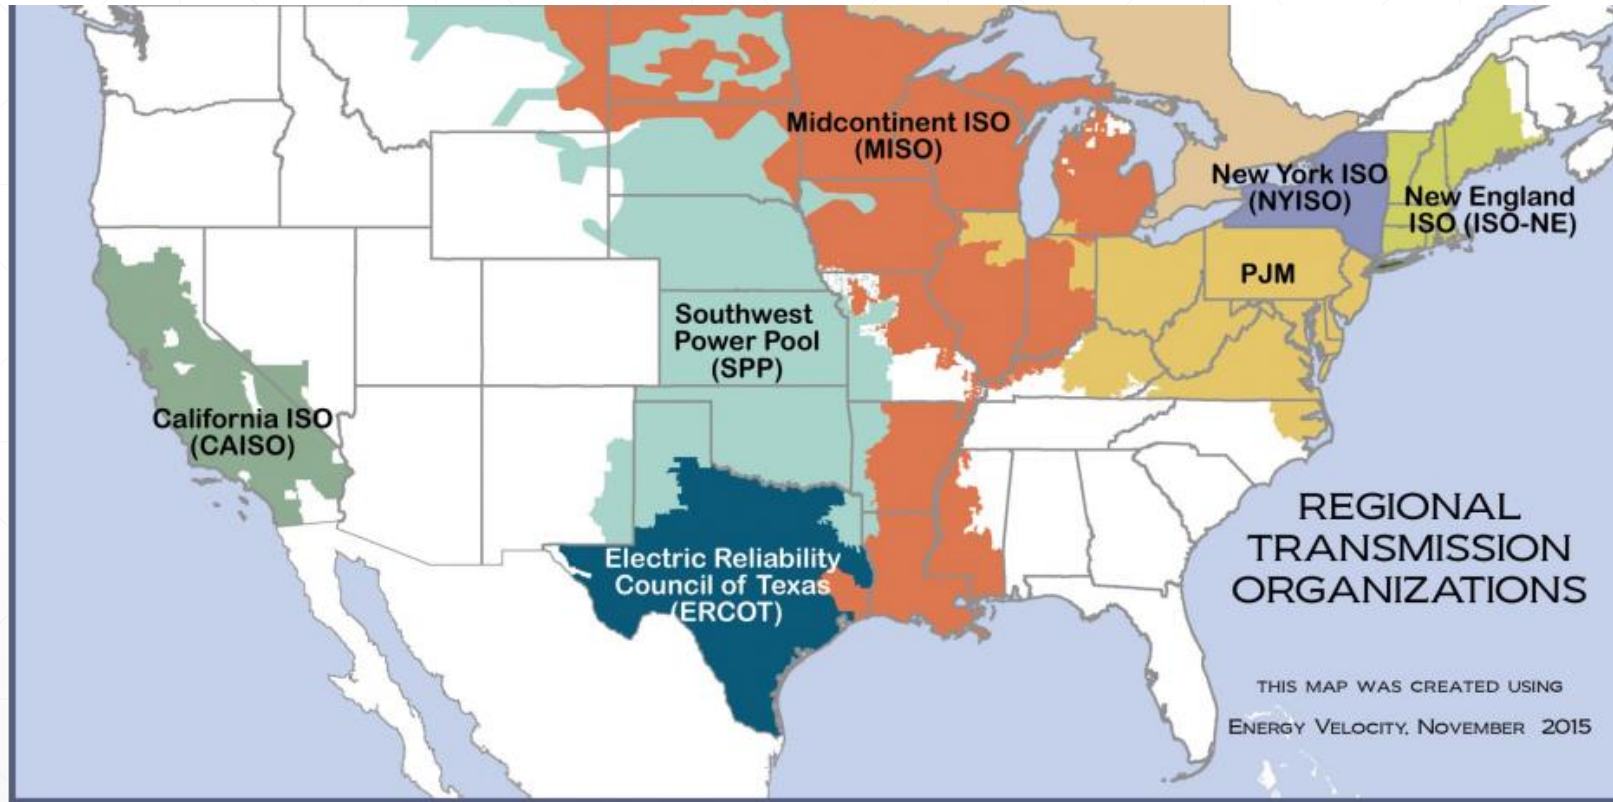 Midcontinent ISO
(MISO)
New York ISO
(NYISO)
New England
ISO (ISO-NE)
PJM
Southwest
Power Pool
(SPP)
California ISO
(CAISO)
Electric Reliability
Council of Texas
(ERCOT)
REGIONAL
TRANSMISSION
ORGANIZATIONS
THIS MAP WAS CREATED USING
ENERGY VELOCITY, NOVEMBER 2015